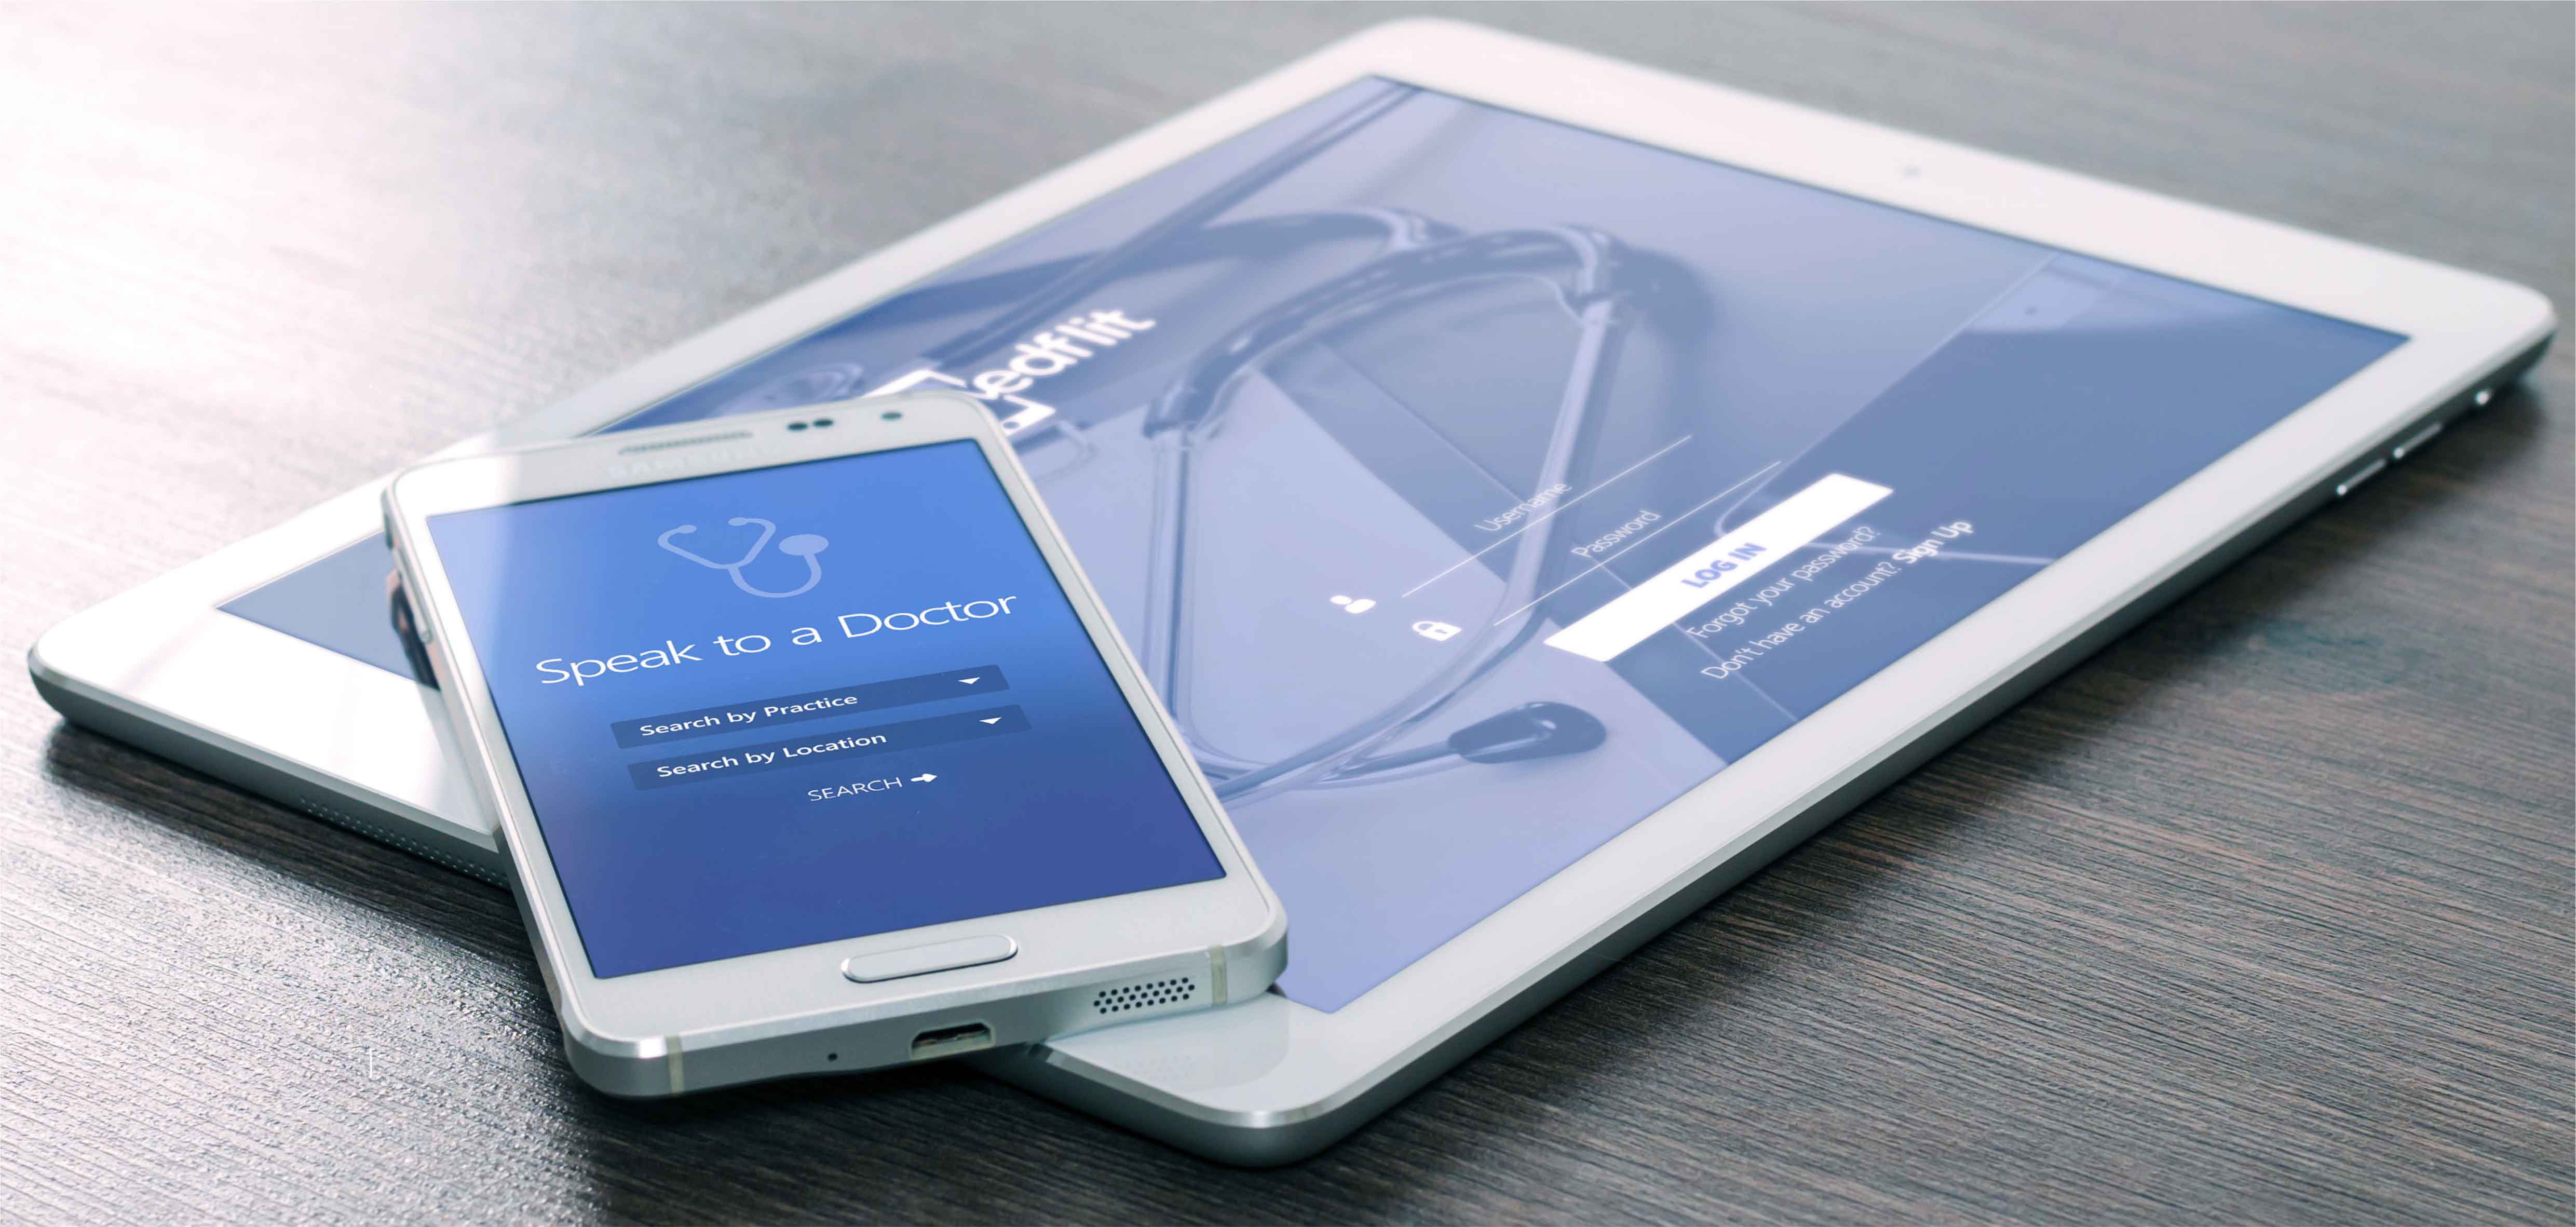 SAMSUNG
Speak to a Doctor
Search by Practice
Search by Location
SEARCH
edflit
Username
Password
LOG IN
Forgot your password?
Don't have an account? Sign Up